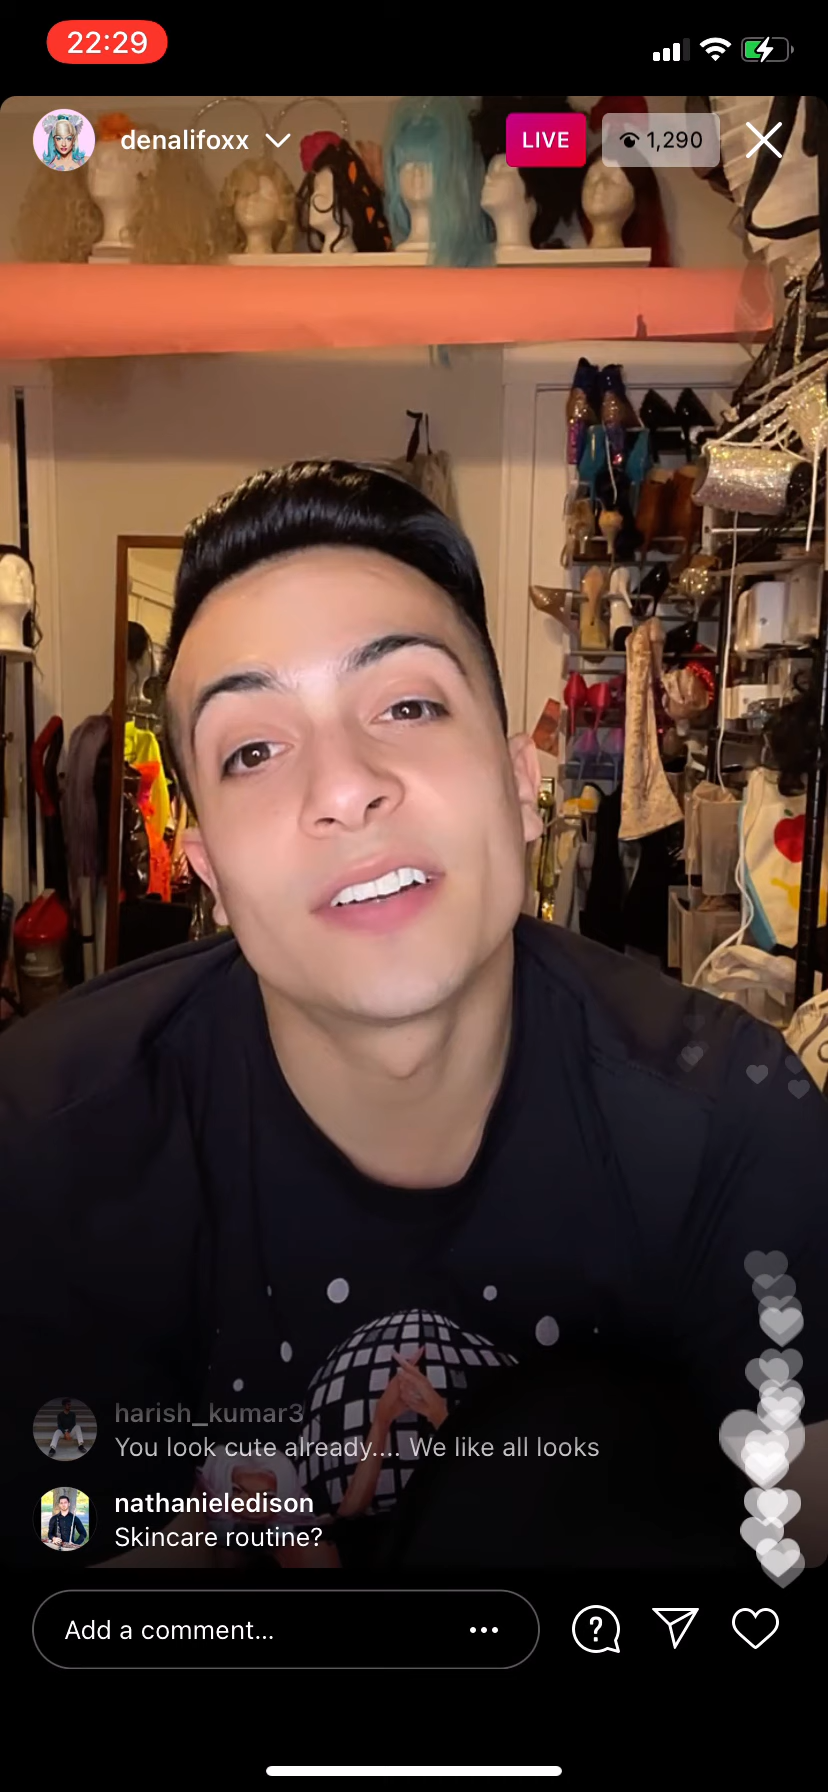 22:29
denalifoxx
LIVE
1,290
harish_kumar3
You look cute already.... We like all looks
nathanieledison
Skincare routine?
Add a comment...